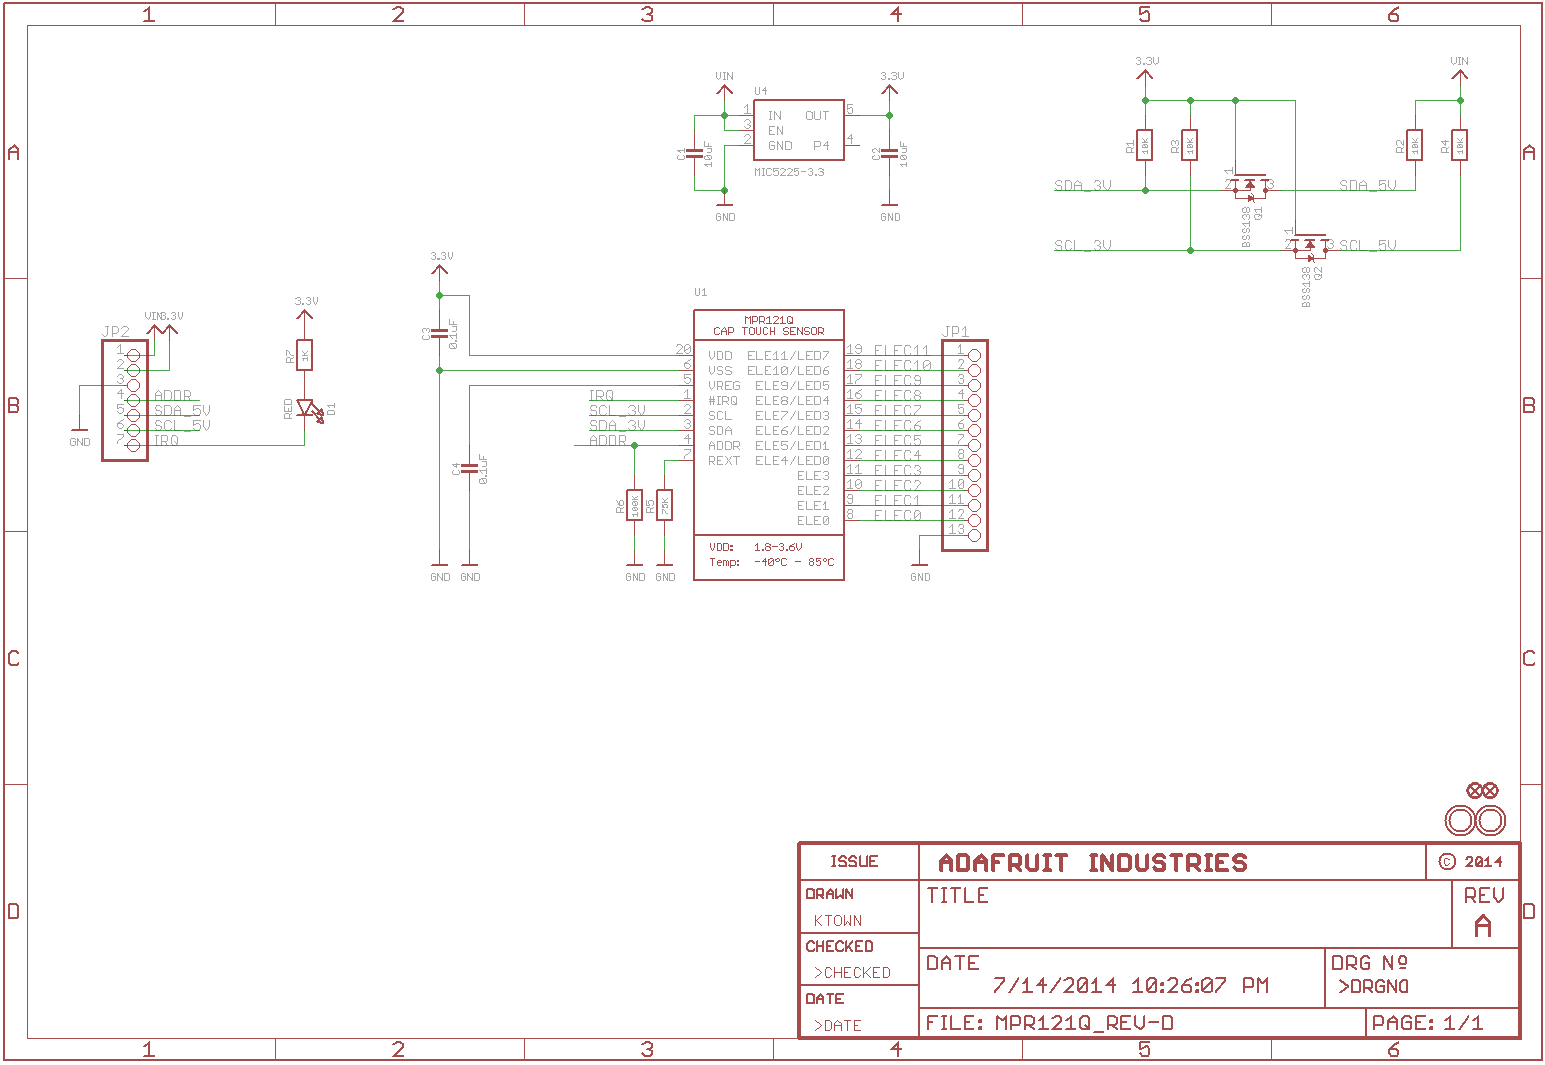 1 2 3 4 5 6
A A
B B
C C
D D
VIN
U4
3.3V
1 IN OUT 5
3 EN
2 GND P4 4
C1 10uF
C2 10uF
MIC5225-3.3
GND GND
3.3V VIN
R1 10K R3 10K R2 10K R4 10K
SDA_3V 1 2 3 SDA_5V
BSS138 Q1
SCL_3V 1 2 3 SCL_5V
BSS138 Q2
JP2
VIN 3.3V
1
2
3
4 ADDR
5 SDA_5V
6 SCL_5V
7 IRQ
GND
3.3V
R7 1K
RED D1
3.3V
C3 0.1uF
C4 0.1uF
GND GND
U1
MPR121Q
CAP TOUCH SENSOR
20 VDD ELE11/LED7 19 ELEC11
6 VSS ELE10/LED6 18 ELEC10
5 VREG ELE9/LED5 17 ELEC9
IRQ 1 #IRQ ELE8/LED4 16 ELEC8
SCL_3V 2 SCL ELE7/LED3 15 ELEC7
SDA_3V 3 SDA ELE6/LED2 14 ELEC6
ADDR 4 ADDR ELE5/LED1 13 ELEC5
7 REXT ELE4/LED0 12 ELEC4
ELE3 11 ELEC3
ELE2 10 ELEC2
ELE1 9 ELEC1
ELE0 8 ELEC0
VDD: 1.8-3.6V
Temp: -40°C - 85°C
R6 100K R5 75K
GND GND
JP1
1
2
3
4
5
6
7
8
9
10
11
12
13
GND
ISSUE
ADAFRUIT INDUSTRIES
© 2014
DRAWN
KTOWN
TITLE
REV
A
CHECKED
>CHECKED
DATE
7/14/2014 10:26:07 PM
DRG Nº
>DRGNO
DATE
>DATE
FILE: MPR121Q_REV-D
PAGE: 1/1
1 2 3 4 5 6